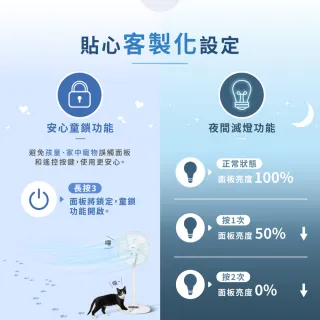 貼心客製化設定
安心童鎖功能
避免孩童、家中寵物誤觸面板
和遙控按鍵,使用更安心。
長按3
面板將鎖定,童鎖
功能開啟。
夜間滅燈功能
正常狀態
面板亮度100%
按1次
面板亮度50%
按2次
面板亮度0%